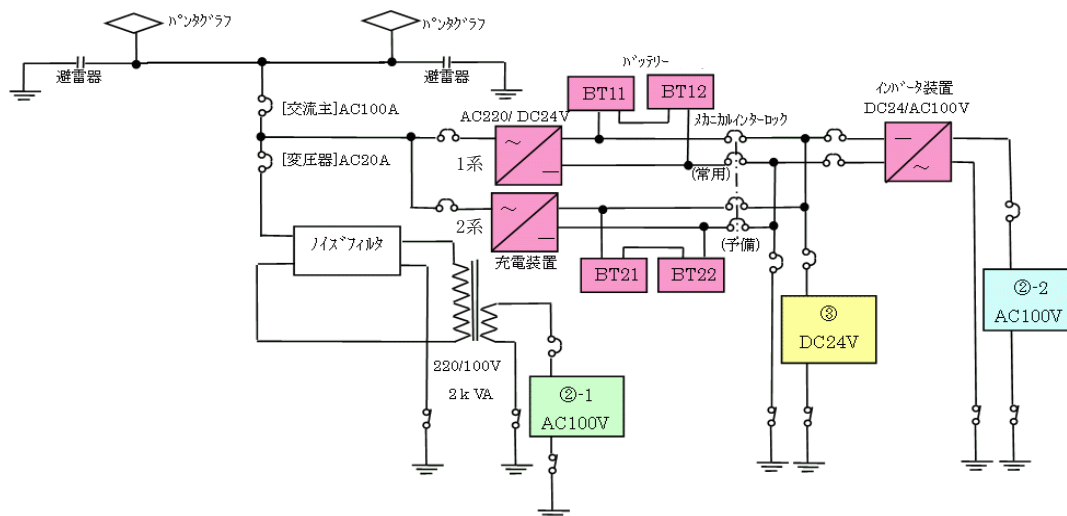 ﾊﾟﾝﾀｸﾞﾗﾌ
ﾊﾟﾝﾀｸﾞﾗﾌ
避雷器
避雷器
[交流主]AC100A
[変圧器]AC20A
AC220/ DC24V
1系
2系
充電装置
ﾊﾞｯﾃﾘｰ
BT11
BT12
BT21
BT22
ﾒｶﾆｶﾙｲﾝﾀｰﾛｯｸ
(常用)
(予備)
ｲﾝﾊﾞｰﾀ装置
DC24/AC100V
ﾉｲｽﾞﾌｨﾙﾀ
220/100V
2kVA
②-1
AC100V
③
DC24V
②-2
AC100V